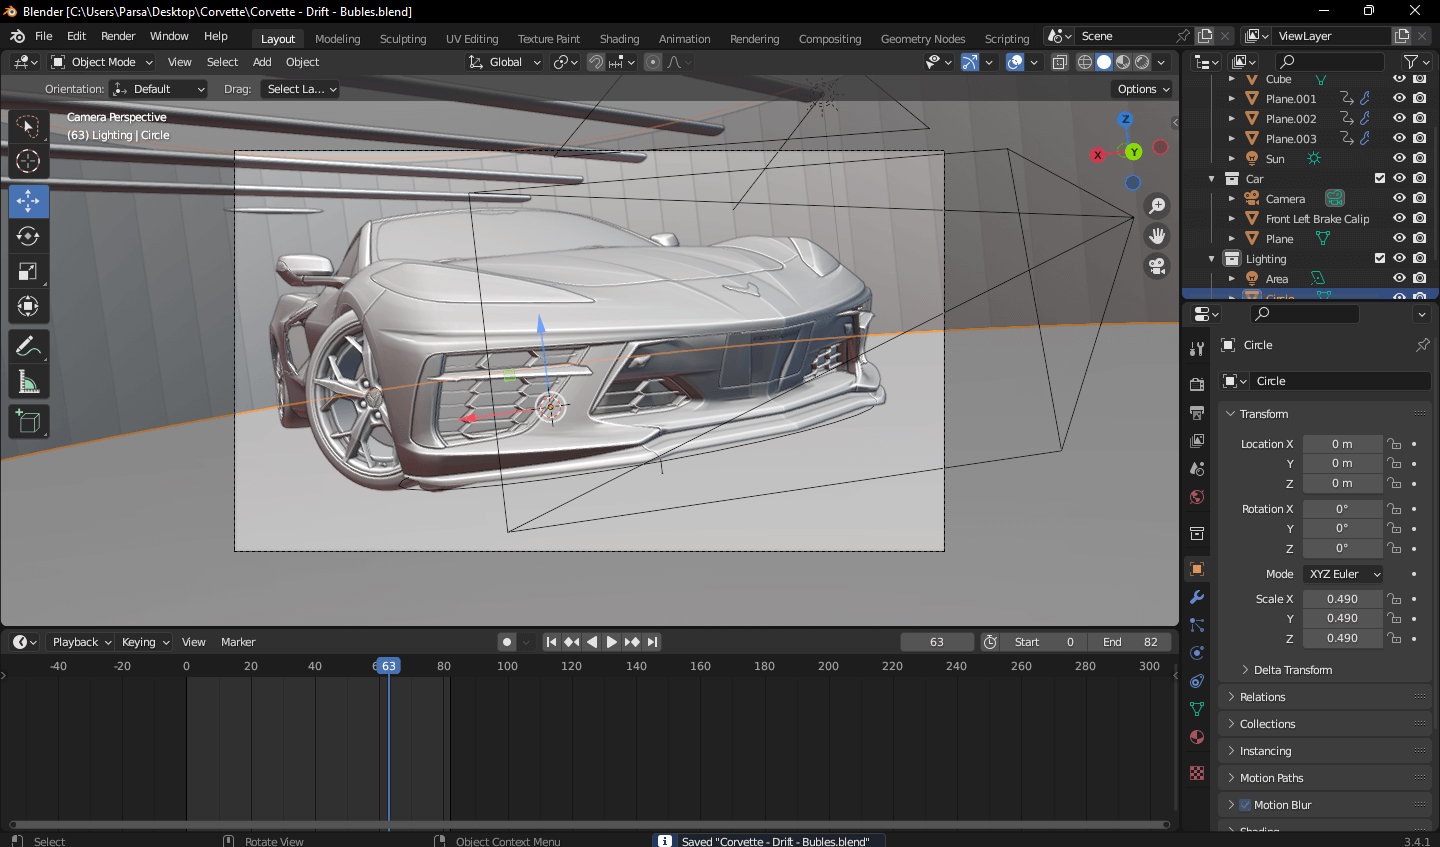 Blender [C:\Users\Parsa\Desktop\Corvette\Corvette - Drift - Bubles.blend]
File Edit Render Window Help Layout Modeling Sculpting UV Editing Texture Paint Shading Animation Rendering Compositing Geometry Nodes Scripting Scene ViewLayer
Object Mode View Select Add Object Global
Orientation: Default Drag: Select La... Options
Camera Perspective
(63) Lighting | Circle
Z
X
Y
Cube
Plane.001
Plane.002
Plane.003
Sun
Car
Camera
Front Left Brake Calip
Plane
Lighting
Area
Circle
Circle
Circle
Transform
Location X 0 m
Y 0 m
Z 0 m
Rotation X 0°
Y 0°
Z 0°
Mode XYZ Euler
Scale X 0.490
Y 0.490
Z 0.490
Delta Transform
Relations
Collections
Instancing
Motion Paths
Motion Blur
Shading
Playback Keying View Marker 63 Start 0 End 82
-40 -20 0 20 40 63 80 100 120 140 160 180 200 220 240 260 280 300
Select Rotate View Object Context Menu Saved "Corvette - Drift - Bubles.blend" 3.4.1